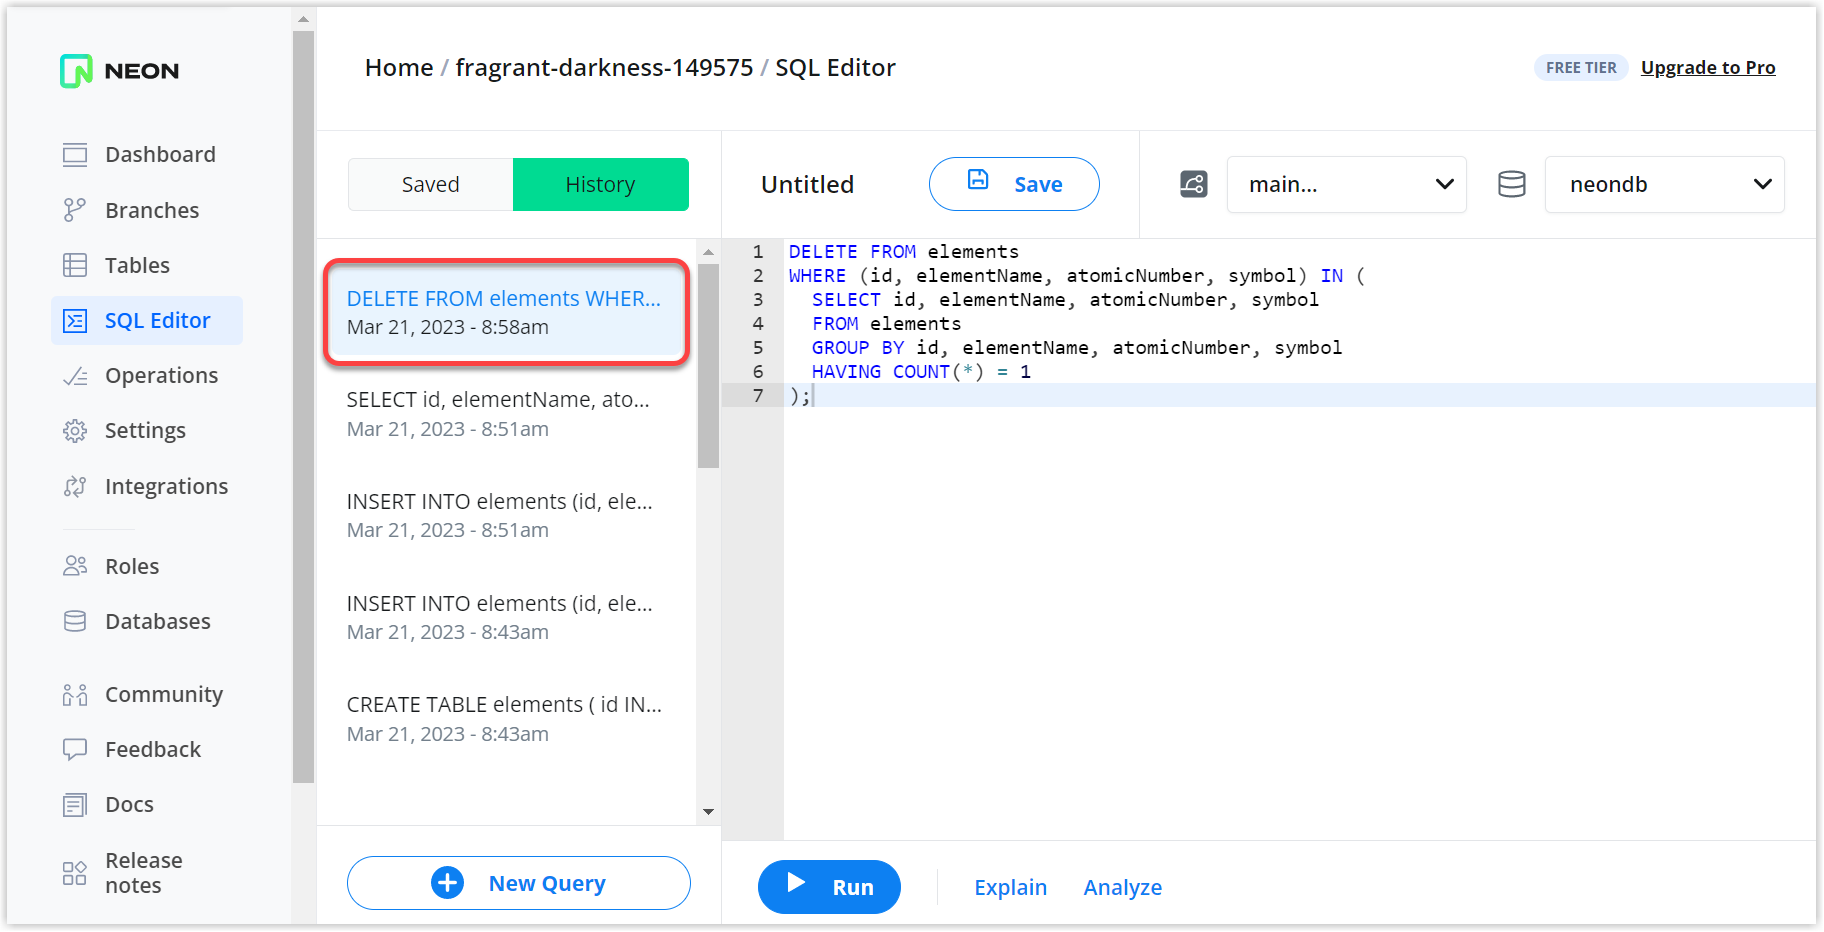 NEON
Home / fragrant-darkness-149575 / SQL Editor
FREE TIER
Upgrade to Pro
Dashboard
Branches
Tables
SQL Editor
Operations
Settings
Integrations
Roles
Databases
Community
Feedback
Docs
Release
notes
Saved
History
DELETE FROM elements WHER...
Mar 21, 2023 - 8:58am
SELECT id, elementName, ato...
Mar 21, 2023 - 8:51am
INSERT INTO elements (id, ele...
Mar 21, 2023 - 8:51am
INSERT INTO elements (id, ele...
Mar 21, 2023 - 8:43am
CREATE TABLE elements ( id IN...
Mar 21, 2023 - 8:43am
New Query
Untitled
Save
main...
neondb
1 DELETE FROM elements
2 WHERE (id, elementName, atomicNumber, symbol) IN (
3 SELECT id, elementName, atomicNumber, symbol
4 FROM elements
5 GROUP BY id, elementName, atomicNumber, symbol
6 HAVING COUNT(*) = 1
7 );
Run
Explain
Analyze